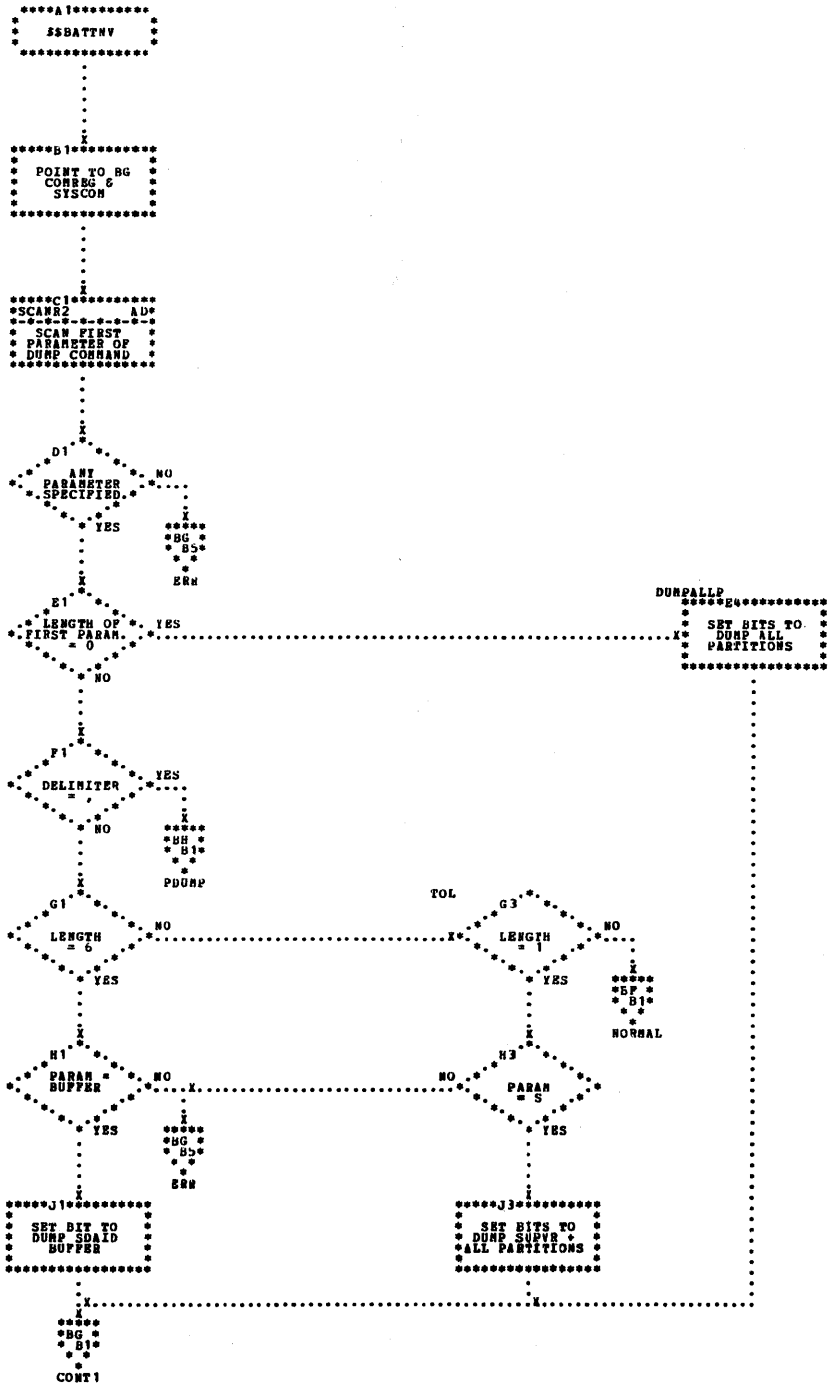 A1
$$BATTNV
B1
POINT TO BG
COMREG &
SYSCOM
C1
*SCANR2 AD*
SCAN FIRST
PARAMETER OF
DUMP COMMAND
D1
ANY
PARAMETER
SPECIFIED
NO
YES
BG
B5
ERR
E1
LENGTH OF
FIRST PARAM.
= 0
YES
NO
DUMPALLP
E4
SET BITS TO
DUMP ALL
PARTITIONS
F1
DELIMITER
= ,
YES
NO
BH
B1
PDUMP
G1
LENGTH
= 6
NO
YES
TOL
G3
LENGTH
= 1
NO
YES
BF
B1
NORMAL
H1
PARAM =
BUFFER
NO
YES
BG
B5
ERR
H3
PARAM
= S
NO
YES
J1
SET BIT TO
DUMP SDAID
BUFFER
J3
SET BITS TO
DUMP SUPVR +
ALL PARTITIONS
BG
B1
CONT1